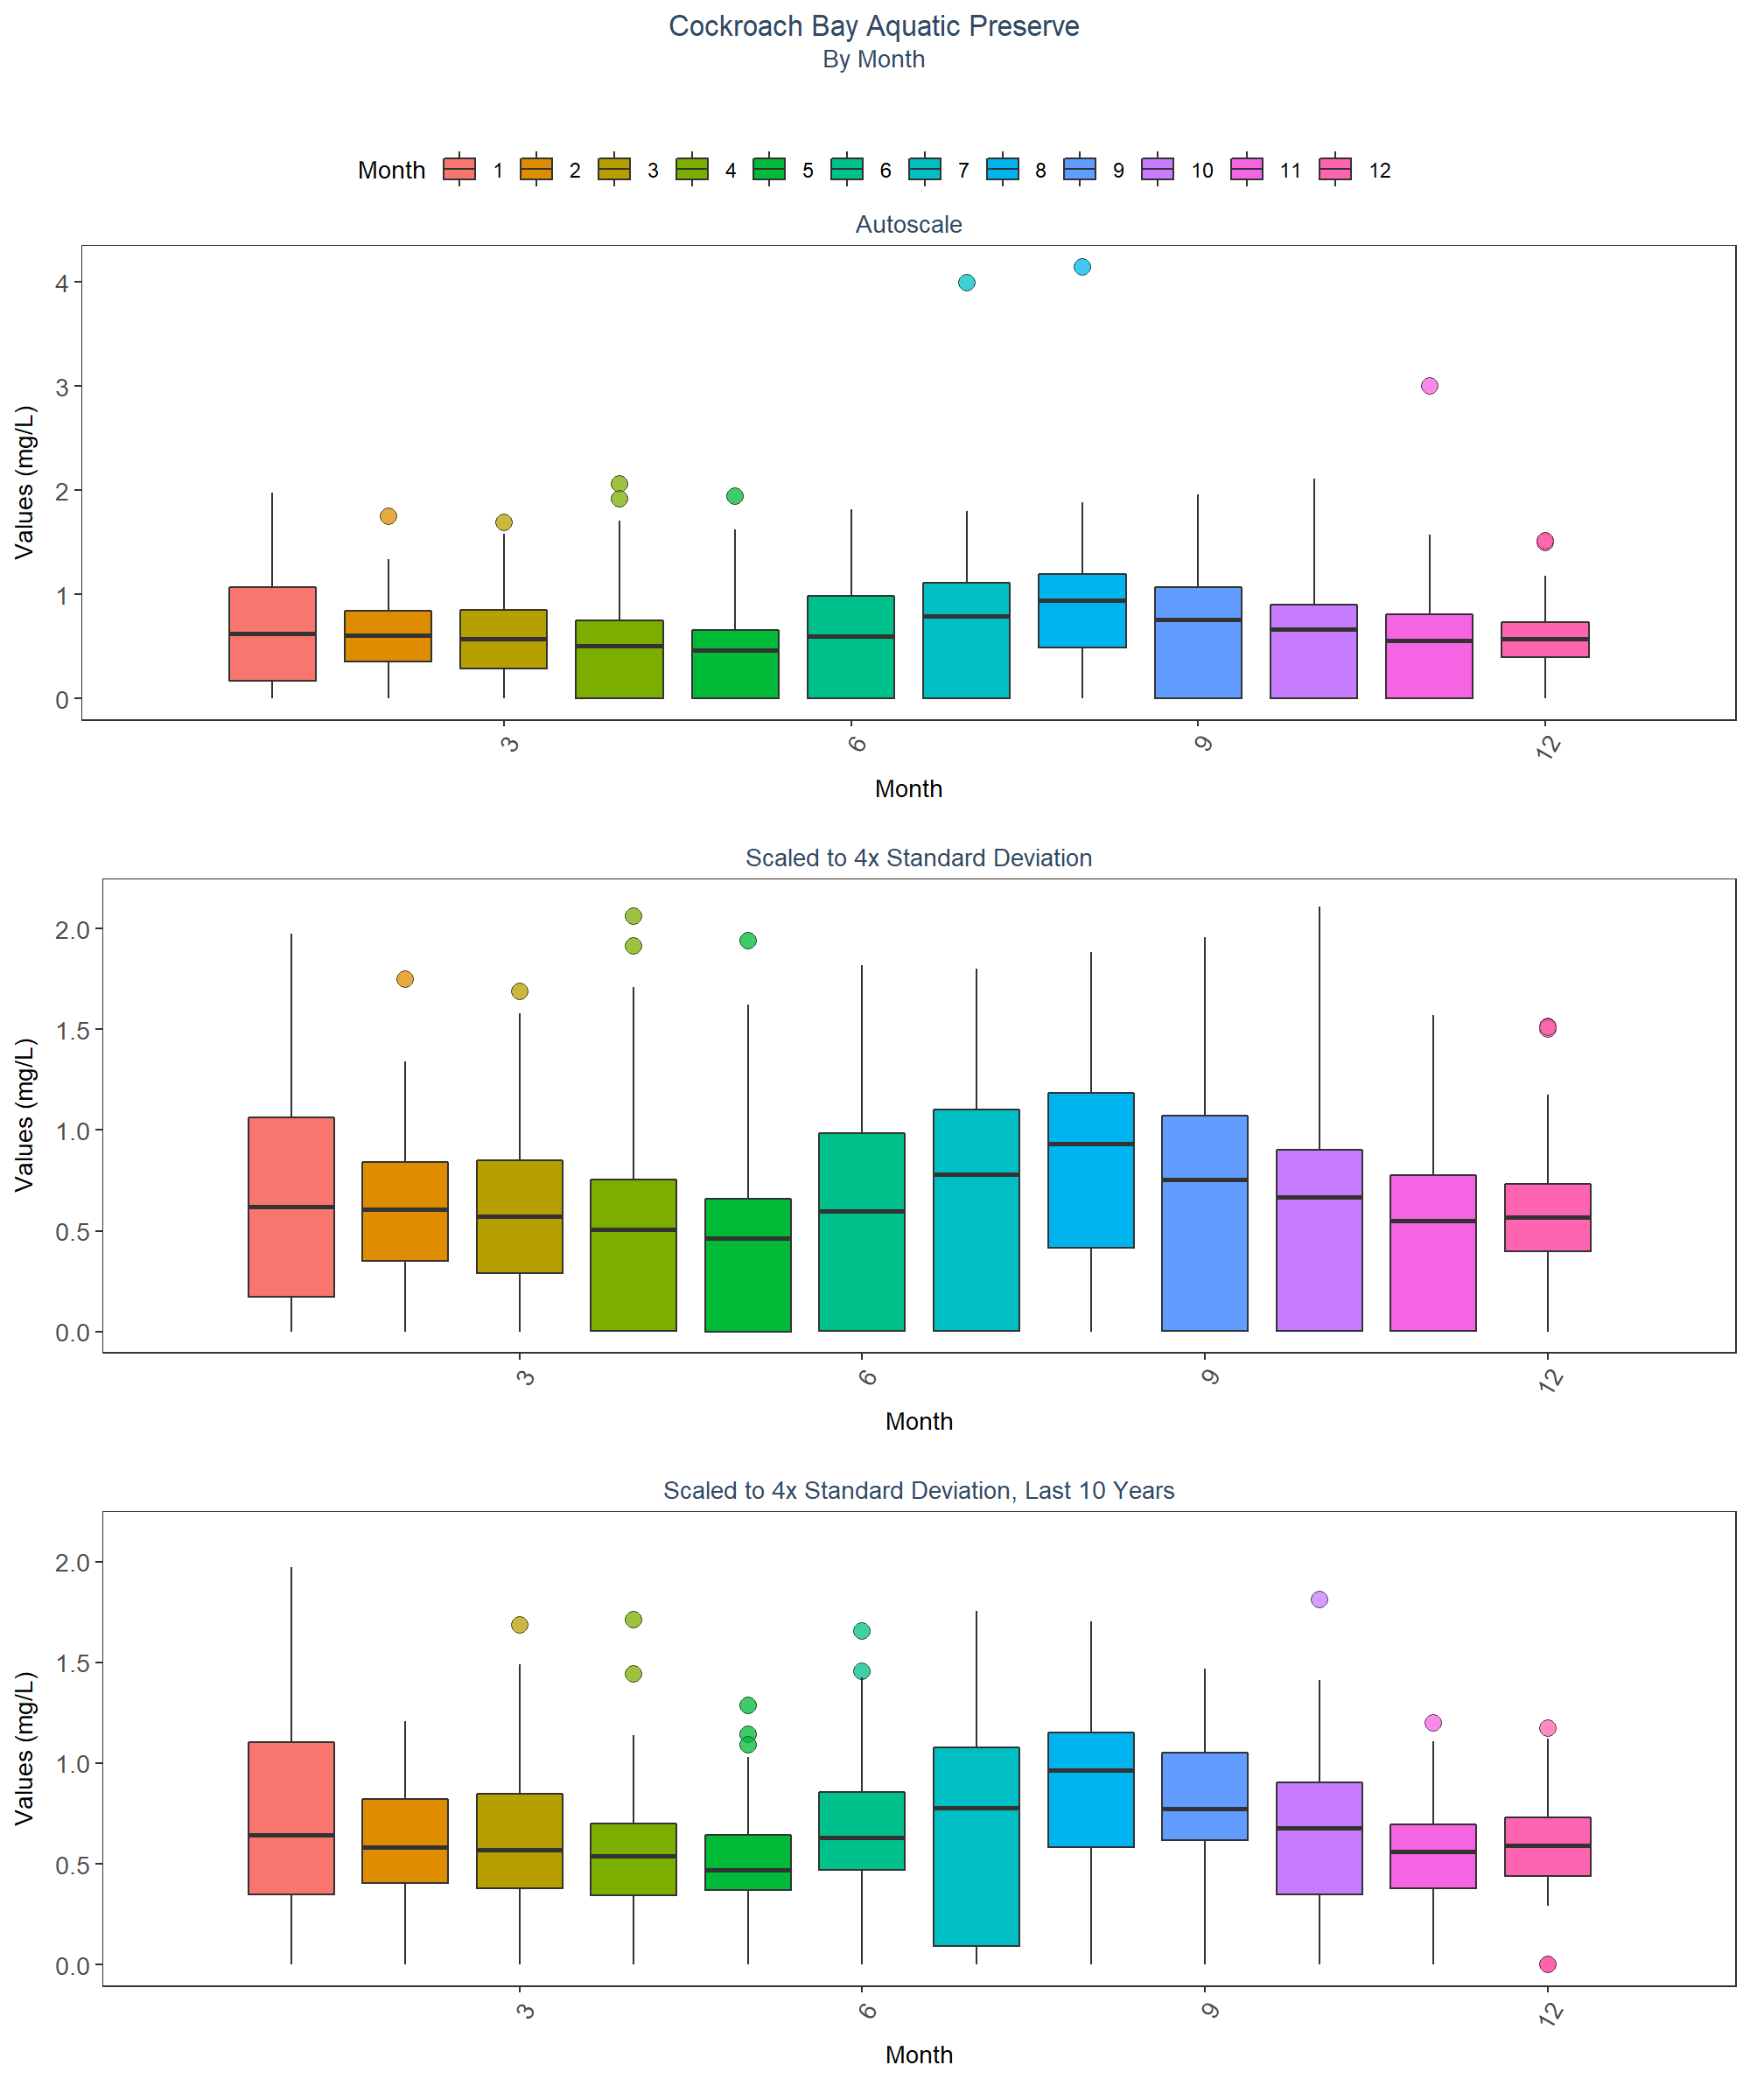 Cockroach Bay Aquatic Preserve
By Month
Month 1 2 3 4 5 6 7 8 9 10 11 12
Autoscale
Values (mg/L)
4
3
2
1
0
3 6 9 12
Month
Scaled to 4x Standard Deviation
Values (mg/L)
2.0
1.5
1.0
0.5
0.0
3 6 9 12
Month
Scaled to 4x Standard Deviation, Last 10 Years
Values (mg/L)
2.0
1.5
1.0
0.5
0.0
3 6 9 12
Month